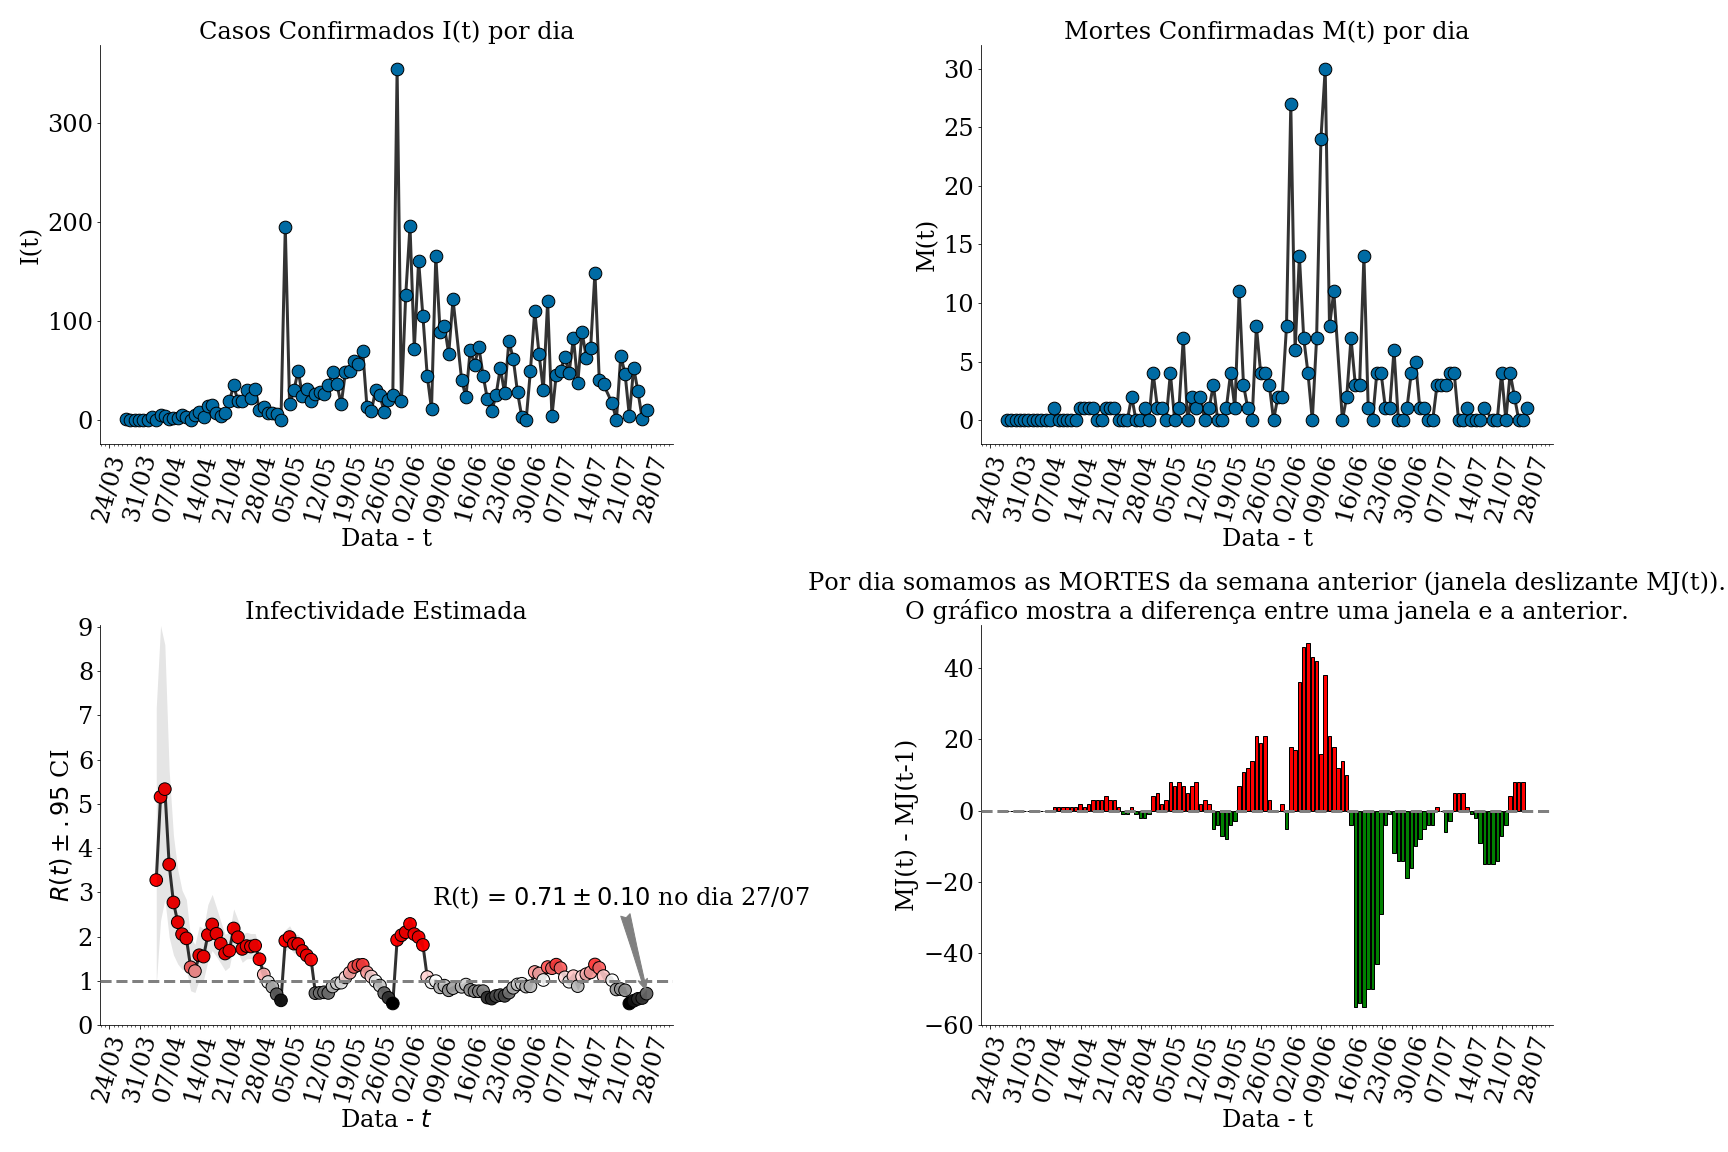 Casos Confirmados I(t) por dia
I(t)
300
200
100
0
24/03 31/03 07/04 14/04 21/04 28/04 05/05 12/05 19/05 26/05 02/06 09/06 16/06 23/06 30/06 07/07 14/07 21/07 28/07
Data - t
Mortes Confirmadas M(t) por dia
M(t)
30
25
20
15
10
5
0
24/03 31/03 07/04 14/04 21/04 28/04 05/05 12/05 19/05 26/05 02/06 09/06 16/06 23/06 30/06 07/07 14/07 21/07 28/07
Data - t
Infectividade Estimada
R(t) ± .95 CI
9
8
7
6
5
4
3
2
1
0
R(t) = 0.71 ± 0.10 no dia 27/07
24/03 31/03 07/04 14/04 21/04 28/04 05/05 12/05 19/05 26/05 02/06 09/06 16/06 23/06 30/06 07/07 14/07 21/07 28/07
Data - t
Por dia somamos as MORTES da semana anterior (janela deslizante MJ(t)).
O gráfico mostra a diferença entre uma janela e a anterior.
MJ(t) - MJ(t-1)
40
20
0
−20
−40
−60
24/03 31/03 07/04 14/04 21/04 28/04 05/05 12/05 19/05 26/05 02/06 09/06 16/06 23/06 30/06 07/07 14/07 21/07 28/07
Data - t